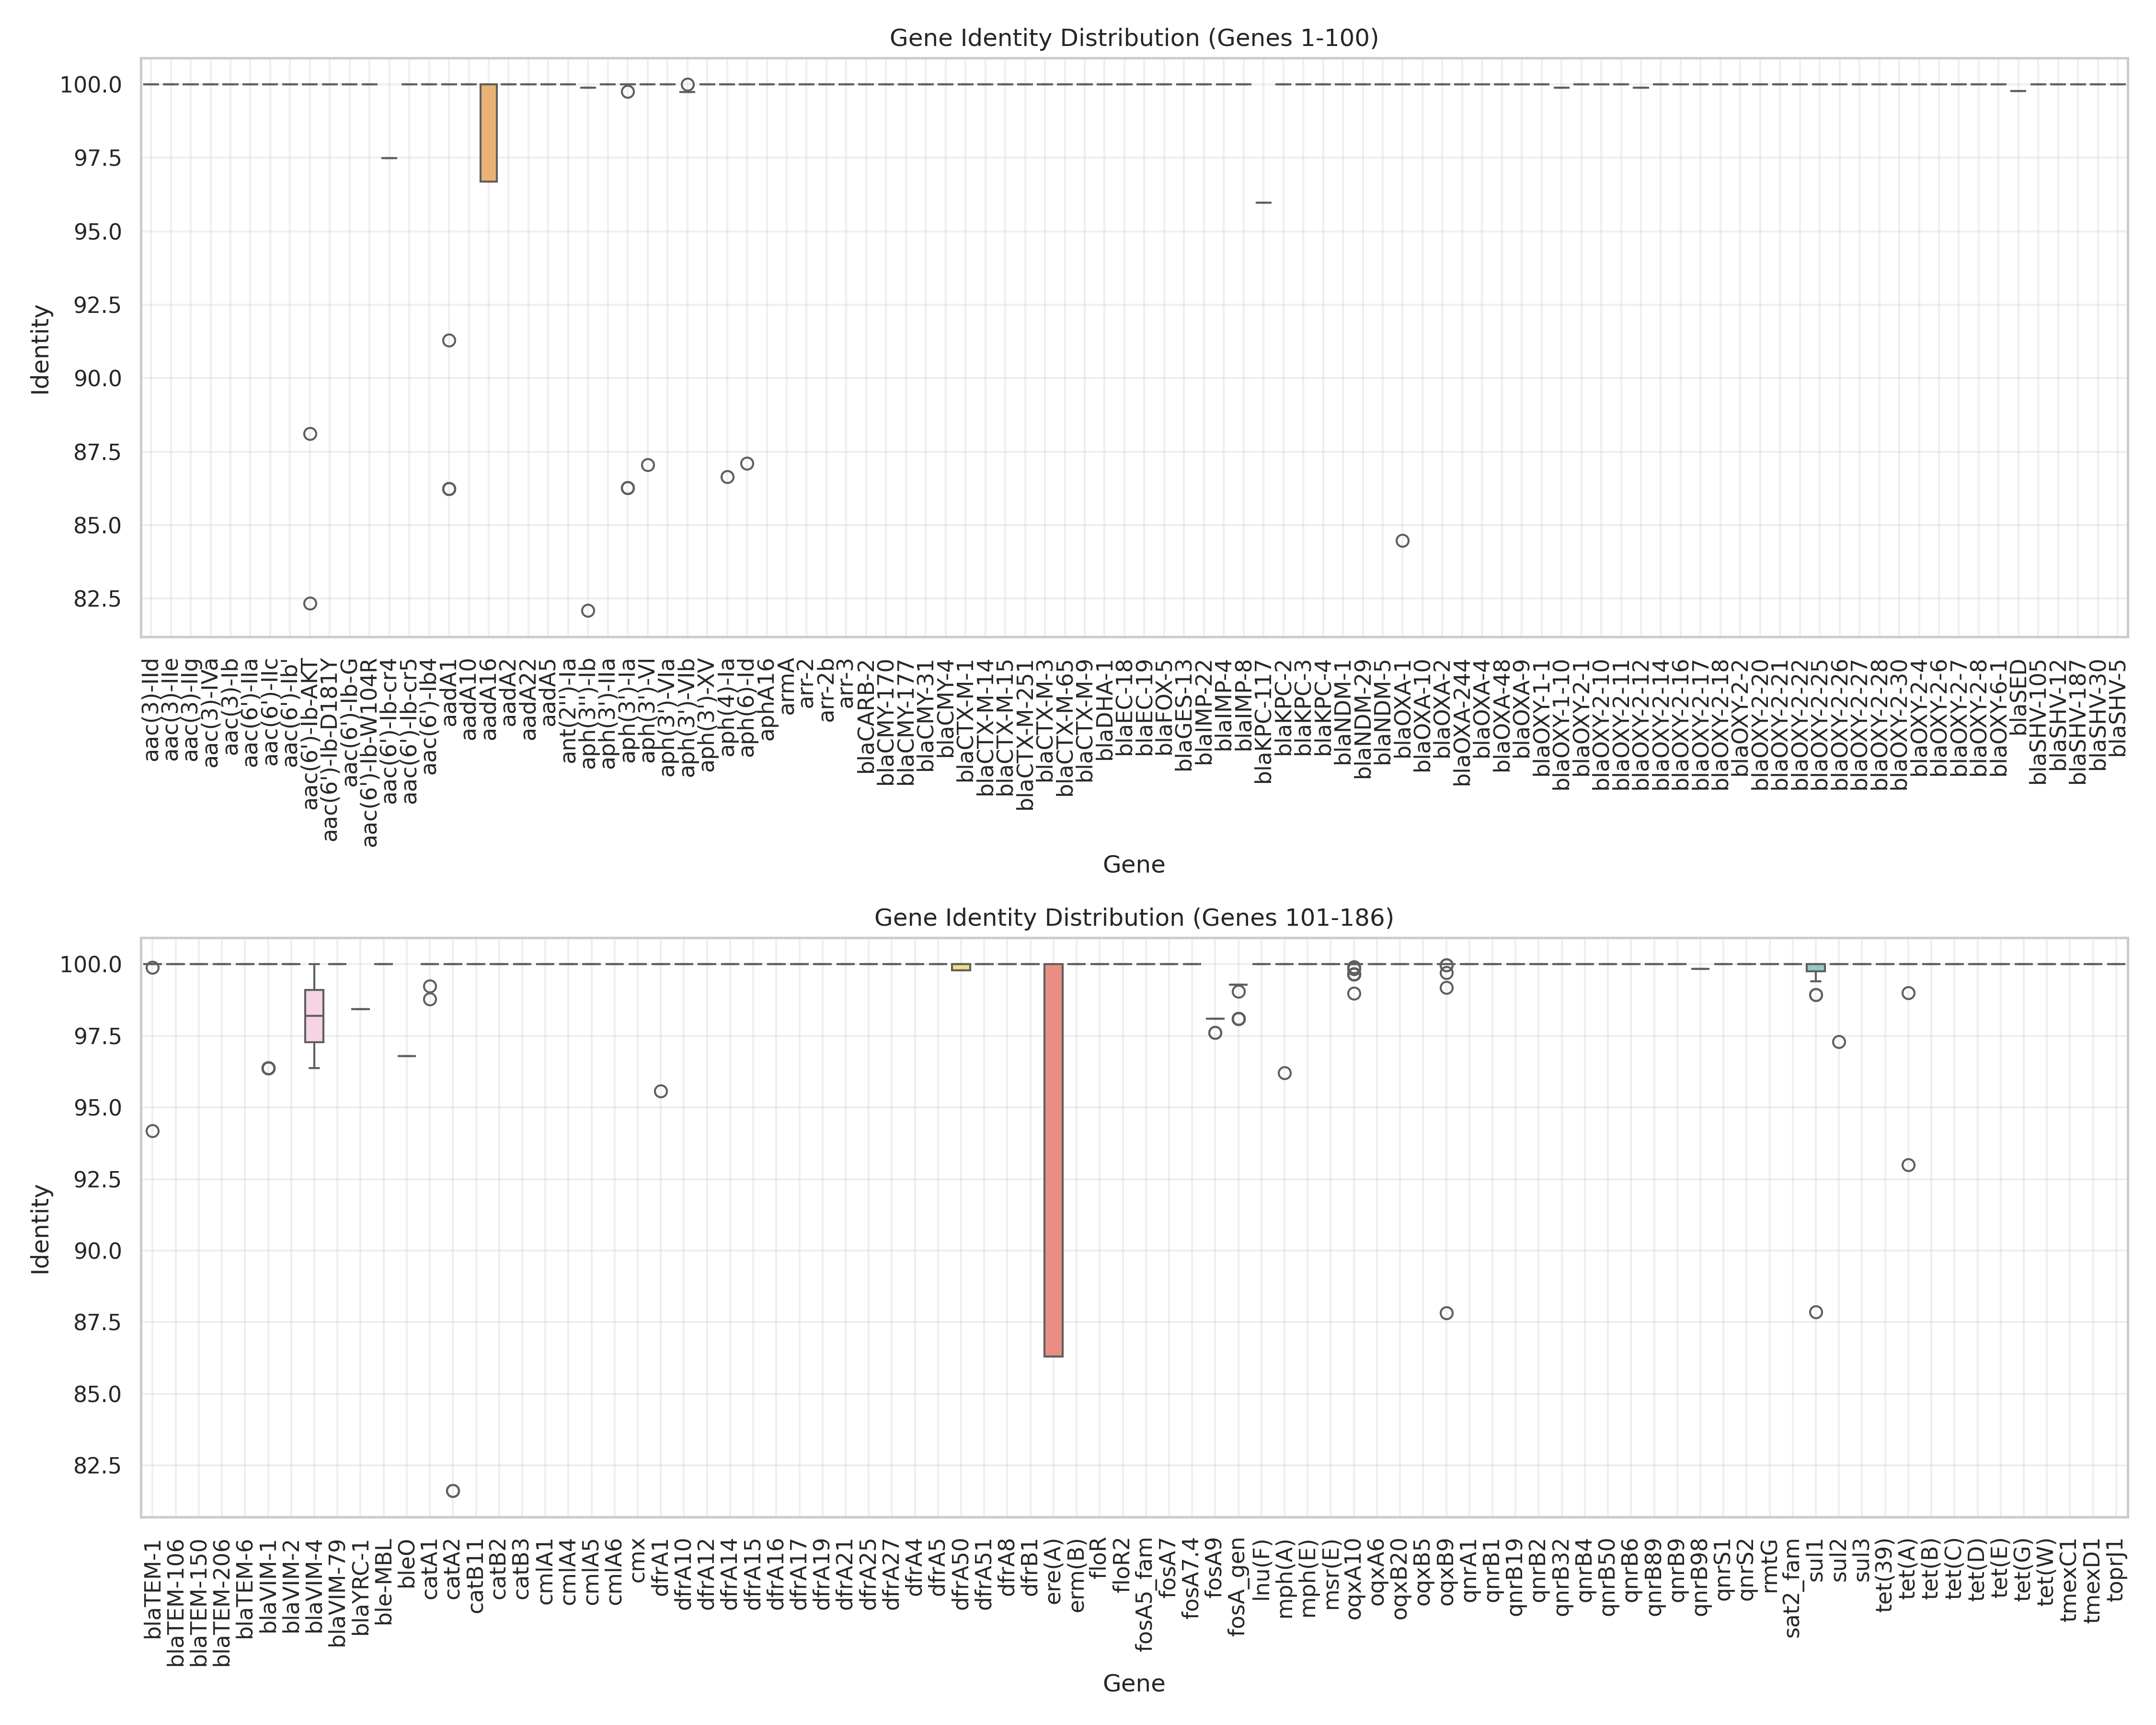 Gene Identity Distribution (Genes 1-100)
Identity
100.0
97.5
95.0
92.5
90.0
87.5
85.0
82.5
aac(3)-IId
aac(3)-IIe
aac(3)-IIg
aac(3)-IVa
aac(3)-Ib
aac(6')-IIa
aac(6')-IIc
aac(6')-Ib'
aac(6')-Ib-AKT
aac(6')-Ib-D181Y
aac(6')-Ib-G
aac(6')-Ib-W104R
aac(6')-Ib-cr4
aac(6')-Ib-cr5
aac(6')-Ib4
aadA1
aadA10
aadA16
aadA2
aadA22
aadA5
ant(2'')-Ia
aph(3'')-Ib
aph(3')-IIa
aph(3')-Ia
aph(3')-VI
aph(3')-VIa
aph(3')-VIb
aph(3')-XV
aph(4)-Ia
aph(6)-Id
aphA16
armA
arr-2
arr-2b
arr-3
blaCARB-2
blaCMY-170
blaCMY-177
blaCMY-31
blaCMY-4
blaCTX-M-1
blaCTX-M-14
blaCTX-M-15
blaCTX-M-251
blaCTX-M-3
blaCTX-M-65
blaCTX-M-9
blaDHA-1
blaEC-18
blaEC-19
blaFOX-5
blaGES-13
blaIMP-22
blaIMP-4
blaIMP-8
blaKPC-117
blaKPC-2
blaKPC-3
blaKPC-4
blaNDM-1
blaNDM-29
blaNDM-5
blaOXA-1
blaOXA-10
blaOXA-2
blaOXA-244
blaOXA-4
blaOXA-48
blaOXA-9
blaOXY-1-1
blaOXY-1-10
blaOXY-2-1
blaOXY-2-10
blaOXY-2-11
blaOXY-2-12
blaOXY-2-14
blaOXY-2-16
blaOXY-2-17
blaOXY-2-18
blaOXY-2-2
blaOXY-2-20
blaOXY-2-21
blaOXY-2-22
blaOXY-2-25
blaOXY-2-26
blaOXY-2-27
blaOXY-2-28
blaOXY-2-30
blaOXY-2-4
blaOXY-2-6
blaOXY-2-7
blaOXY-2-8
blaOXY-6-1
blaSED
blaSHV-105
blaSHV-12
blaSHV-187
blaSHV-30
blaSHV-5
Gene
Gene Identity Distribution (Genes 101-186)
Identity
100.0
97.5
95.0
92.5
90.0
87.5
85.0
82.5
blaTEM-1
blaTEM-106
blaTEM-150
blaTEM-206
blaTEM-6
blaVIM-1
blaVIM-2
blaVIM-4
blaVIM-79
blaYRC-1
ble-MBL
bleO
catA1
catA2
catB11
catB2
catB3
cmlA1
cmlA4
cmlA5
cmlA6
cmx
dfrA1
dfrA10
dfrA12
dfrA14
dfrA15
dfrA16
dfrA17
dfrA19
dfrA21
dfrA25
dfrA27
dfrA4
dfrA5
dfrA50
dfrA51
dfrA8
dfrB1
ere(A)
erm(B)
floR
floR2
fosA5_fam
fosA7
fosA7.4
fosA9
fosA_gen
lnu(F)
mph(A)
mph(E)
msr(E)
oqxA10
oqxA6
oqxB20
oqxB5
oqxB9
qnrA1
qnrB1
qnrB19
qnrB2
qnrB32
qnrB4
qnrB50
qnrB6
qnrB89
qnrB9
qnrB98
qnrS1
qnrS2
rmtG
sat2_fam
sul1
sul2
sul3
tet(39)
tet(A)
tet(B)
tet(C)
tet(D)
tet(E)
tet(G)
tet(W)
tmexC1
tmexD1
toprJ1
Gene